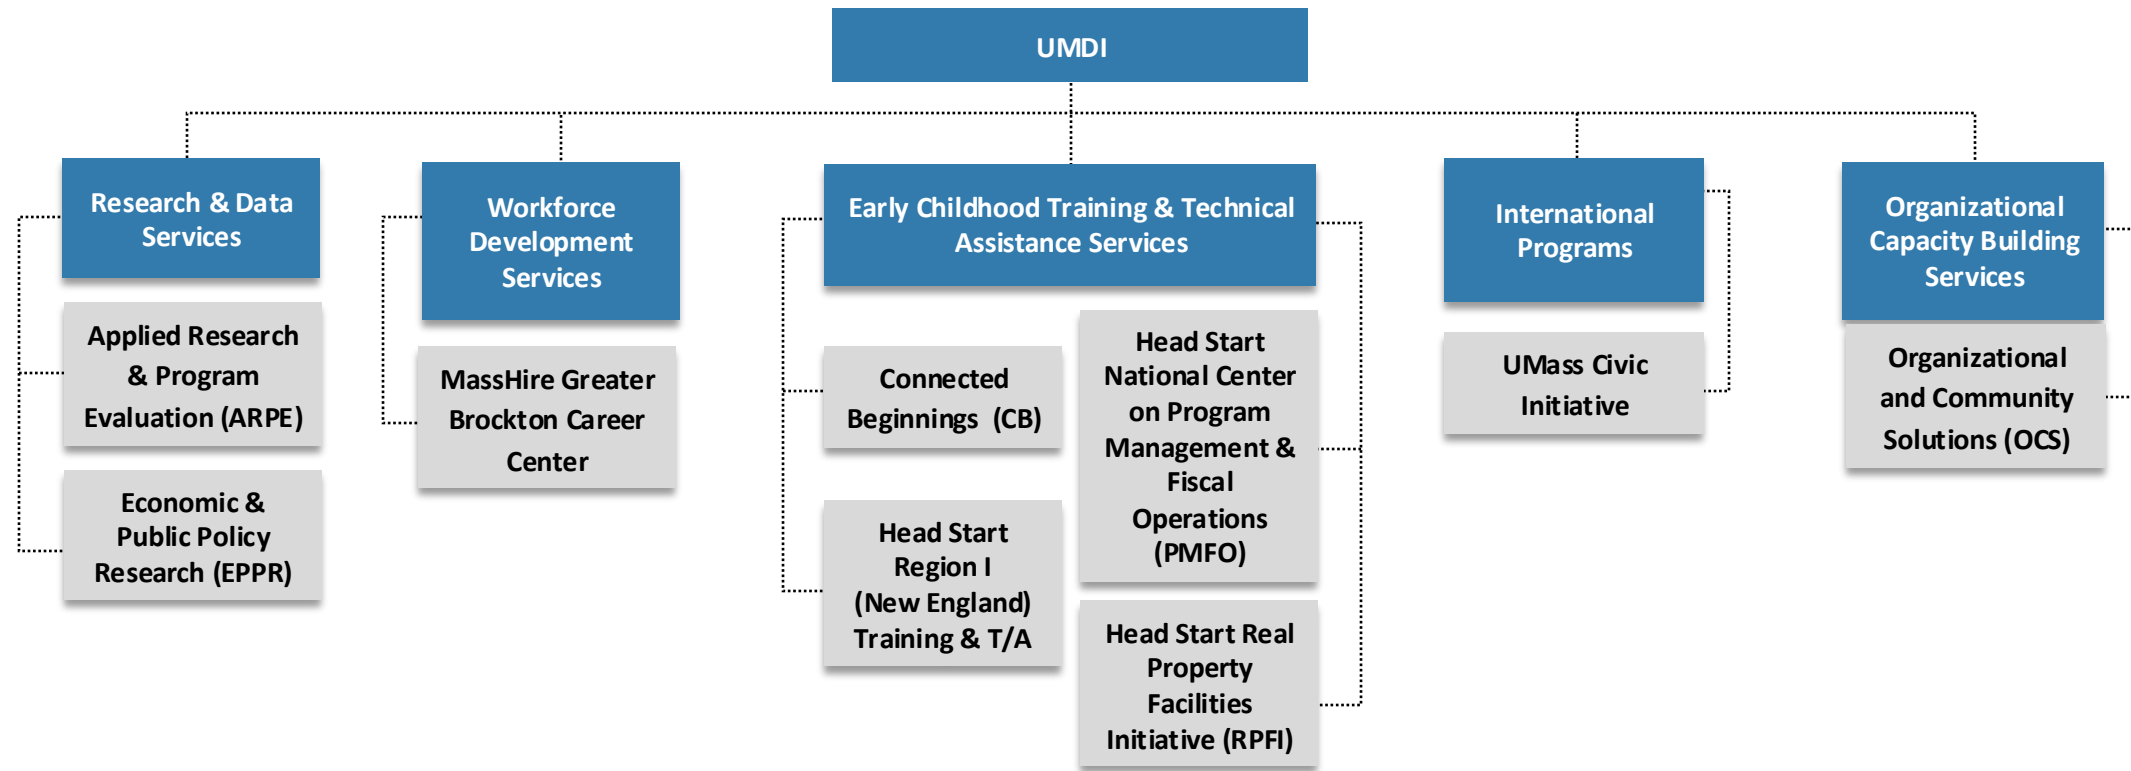 UMDI
Research & Data
Services
Applied Research
& Program
Evaluation (ARPE)
Economic &
Public Policy
Research (EPPR)
Workforce
Development
Services
MassHire Greater
Brockton Career
Center
Early Childhood Training & Technical
Assistance Services
Connected
Beginnings (CB)
Head Start
Region I
(New England)
Training & T/A
Head Start
National Center
on Program
Management &
Fiscal
Operations
(PMFO)
Head Start Real
Property
Facilities
Initiative (RPFI)
International
Programs
UMass Civic
Initiative
Organizational
Capacity Building
Services
Organizational
and Community
Solutions (OCS)